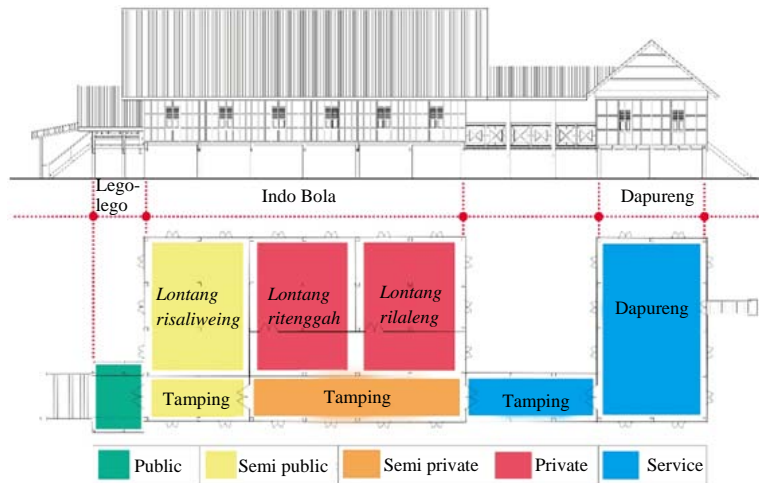 Lego-
lego
Indo Bola
Dapureng
Lontang
risaliweing
Lontang
ritenggah
Lontang
rilaleng
Dapureng
Tamping
Tamping
Tamping
Public
Semi public
Semi private
Private
Service